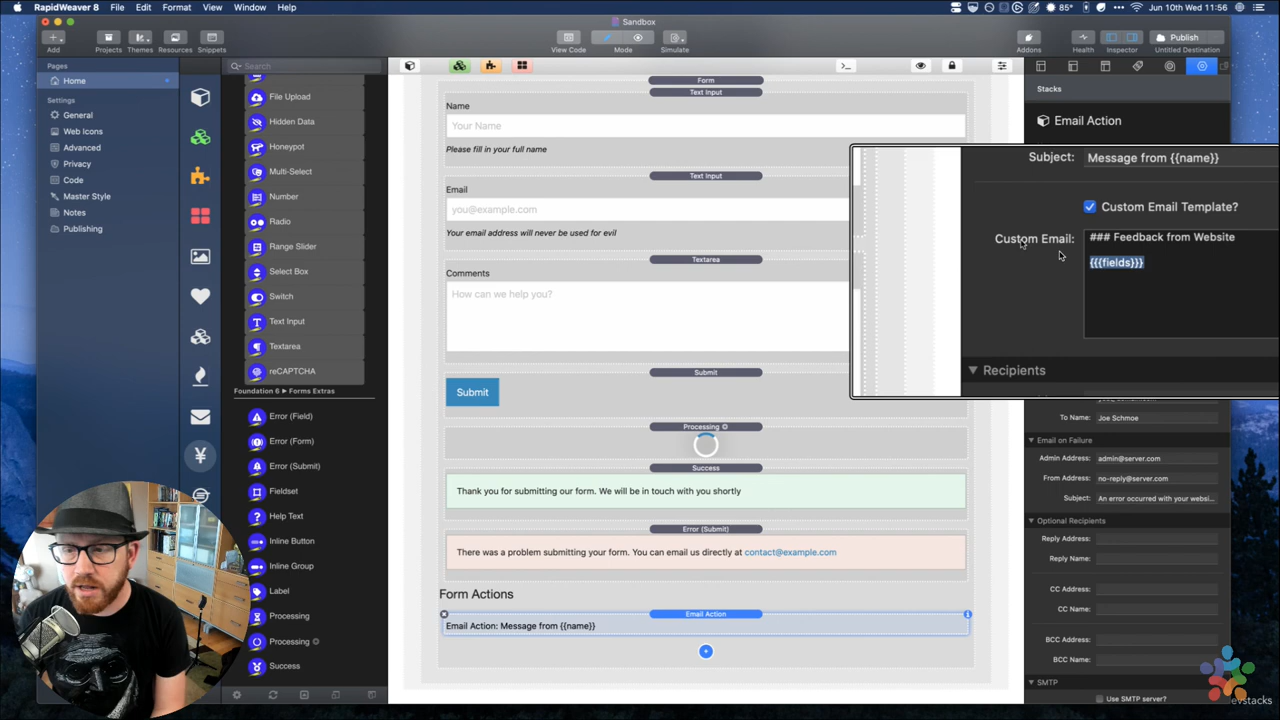 RapidWeaver 8 File Edit Format View Window Help
85° Jun 10th Wed 11:56
Sandbox
Add Projects Themes Resources Snippets View Code Mode Simulate Addons Health Inspector Publish
Untitled Destination
Pages
Home
Settings
General
Web Icons
Advanced
Privacy
Code
Master Style
Notes
Publishing
Search
File Upload
Hidden Data
Honeypot
Multi-Select
Number
Radio
Range Slider
Select Box
Switch
Text Input
Textarea
reCAPTCHA
Foundation 6 ▸ Forms Extras
Error (Field)
Error (Form)
Error (Submit)
Fieldset
Help Text
Inline Button
Inline Group
Label
Processing
Processing
Success
Form
Text Input
Name
Your Name
Please fill in your full name
Text Input
Email
you@example.com
Your email address will never be used for evil
Textarea
Comments
How can we help you?
Submit
Submit
Processing
Success
Thank you for submitting our form. We will be in touch with you shortly
Error (Submit)
There was a problem submitting your form. You can email us directly at contact@example.com
Form Actions
Email Action
Email Action: Message from {{name}}
Stacks
Email Action
Subject: Message from {{name}}
Custom Email Template?
Custom Email: ### Feedback from Website
{{{fields}}}
Recipients
To Name: Joe Schmoe
Email on Failure
Admin Address: admin@server.com
From Address: no-reply@server.com
Subject: An error occurred with your websi...
Optional Recipients
Reply Address:
Reply Name:
CC Address:
CC Name:
BCC Address:
BCC Name:
SMTP
Use SMTP server?
evstacks